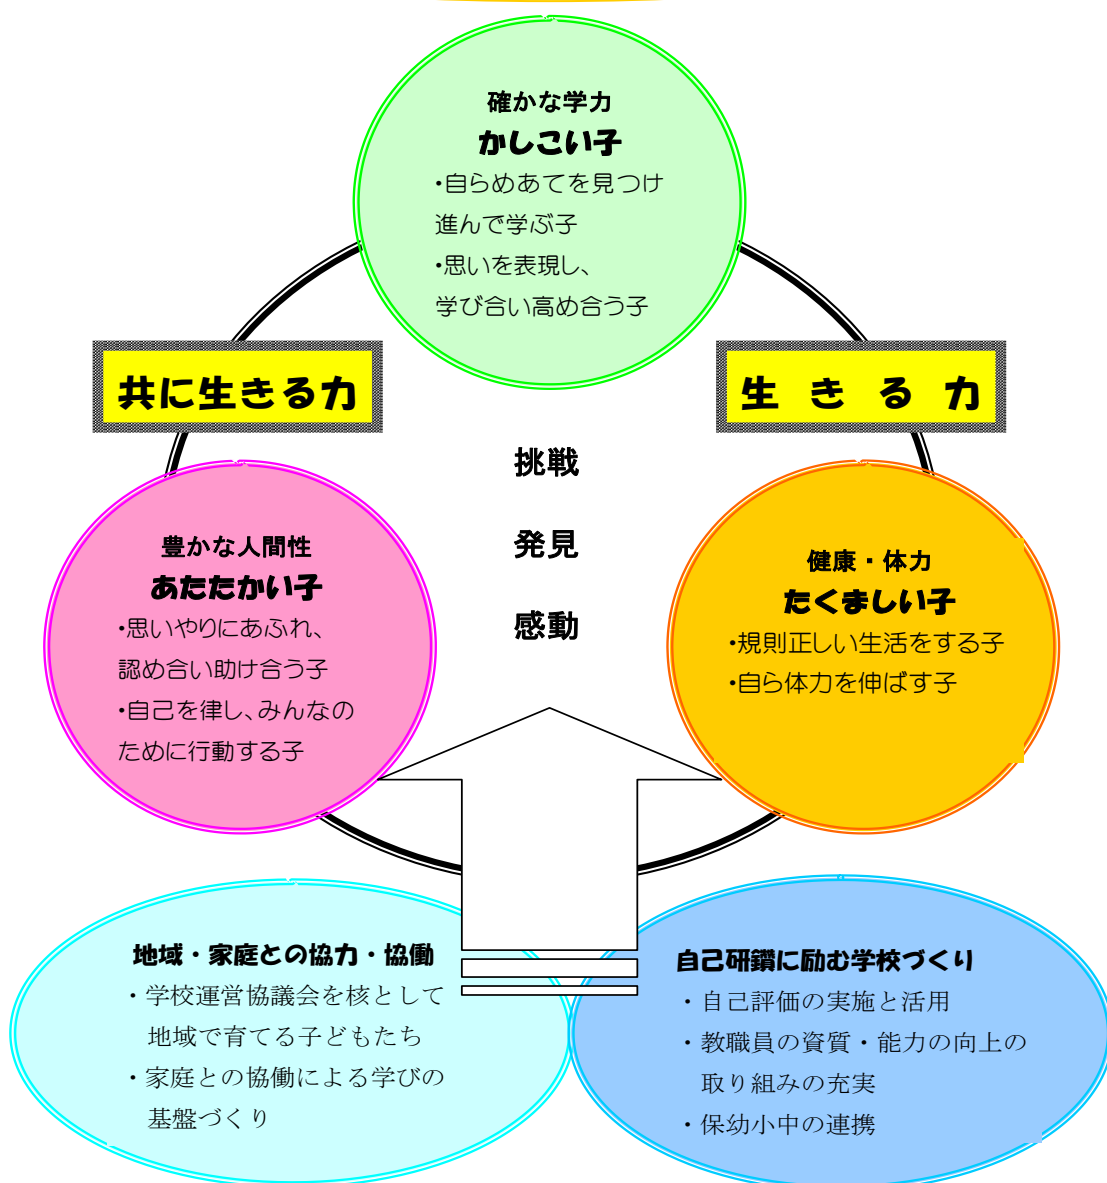 確かな学力
かしこい子
・自らめあてを見つけ
進んで学ぶ子
・思いを表現し、
学び合い高め合う子
共に生きる力
生きる力
挑戦
発見
感動
豊かな人間性
あたたかい子
・思いやりにあふれ、
認め合い助け合う子
・自己を律し、みんなの
ために行動する子
健康・体力
たくましい子
・規則正しい生活をする子
・自ら体力を伸ばす子
地域・家庭との協力・協働
・学校運営協議会を核として
地域で育てる子どもたち
・家庭との協働による学びの
基盤づくり
自己研鑽に励む学校づくり
・自己評価の実施と活用
・教職員の資質・能力の向上の
取り組みの充実
・保幼小中の連携